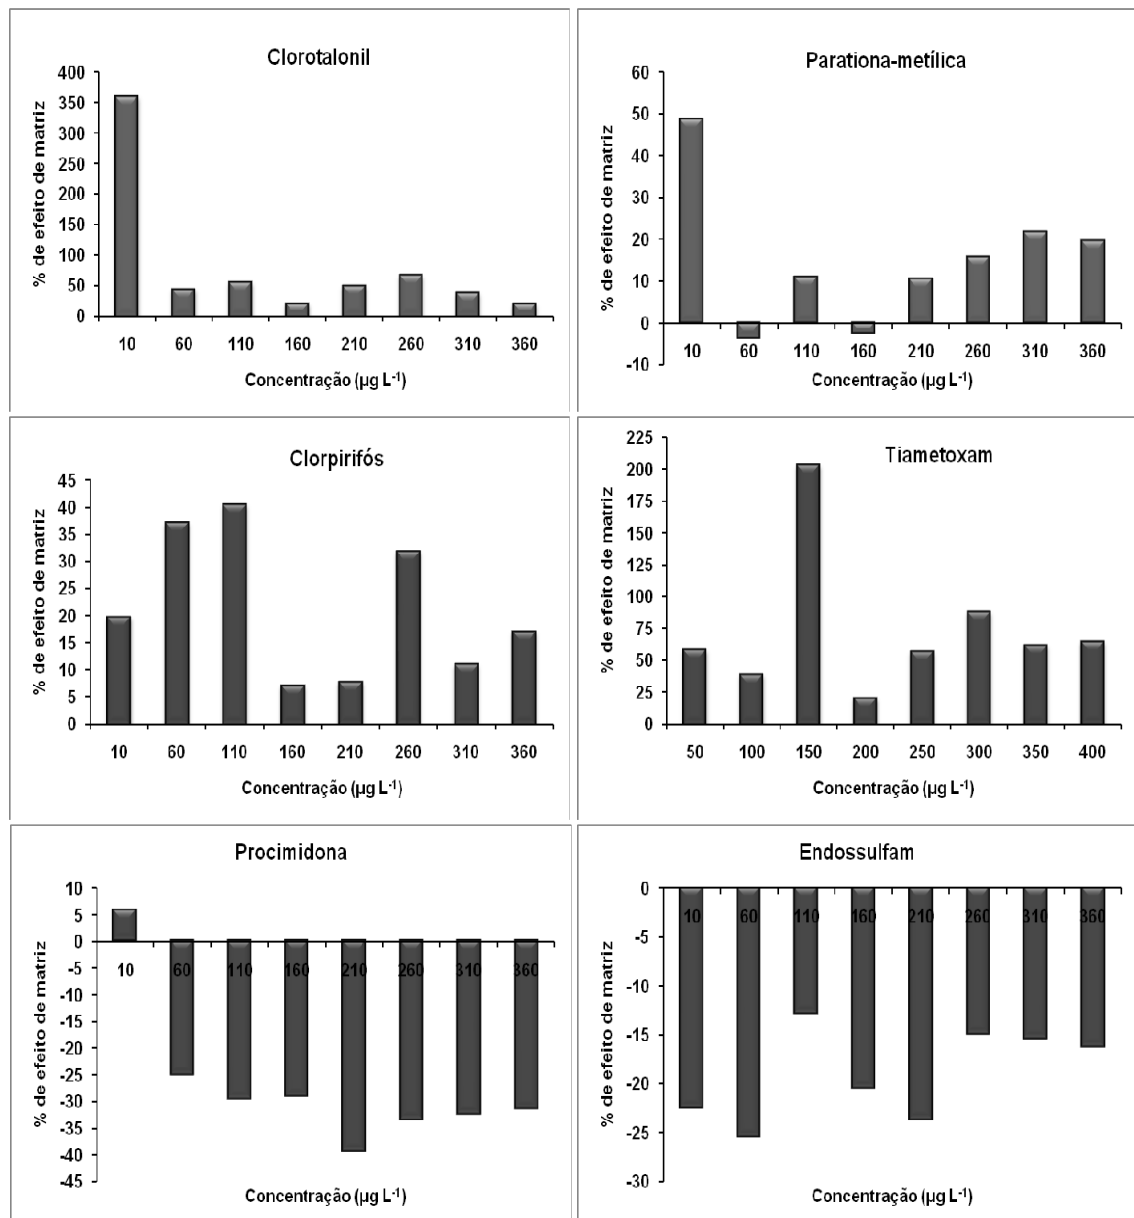 Clorotalonil
% de efeito de matriz
400
350
300
250
200
150
100
50
0
10 60 110 160 210 260 310 360
Concentração (µg L⁻¹)
Parationa-metílica
% de efeito de matriz
60
50
40
30
20
10
0
-10
10 60 110 160 210 260 310 360
Concentração (µg L⁻¹)
Clorpirifós
% de efeito de matriz
45
40
35
30
25
20
15
10
5
0
10 60 110 160 210 260 310 360
Concentração (µg L⁻¹)
Tiametoxam
% de efeito de matriz
225
200
175
150
125
100
75
50
25
0
50 100 150 200 250 300 350 400
Concentração (µg L⁻¹)
Procimidona
% de efeito de matriz
10
5
0
-5
-10
-15
-20
-25
-30
-35
-40
-45
10 60 110 160 210 260 310 360
Concentração (µg L⁻¹)
Endossulfam
% de efeito de matriz
0
-5
-10
-15
-20
-25
-30
10 60 110 160 210 260 310 360
Concentração (µg L⁻¹)